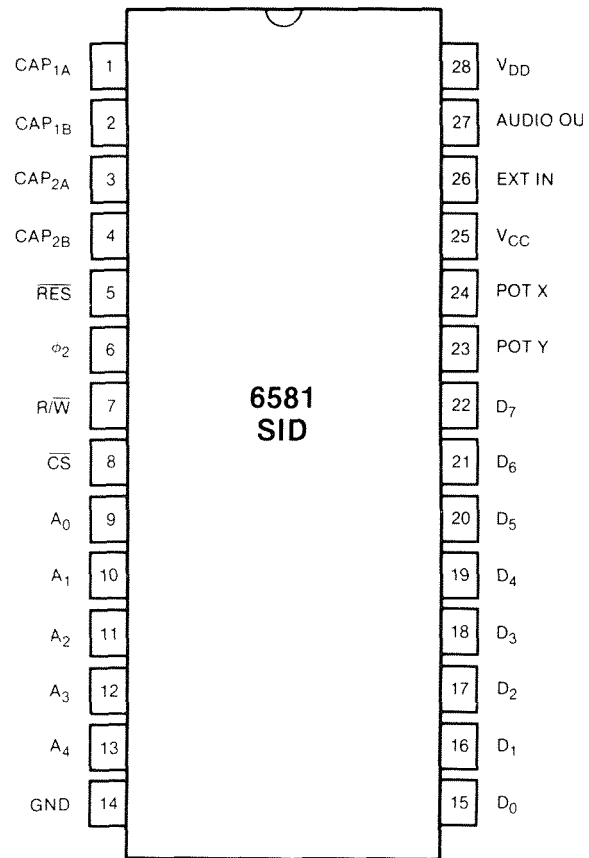 CAP1A 1
CAP1B 2
CAP2A 3
CAP2B 4
R̅E̅S̅ 5
ϕ2 6
R/W̅ 7
C̅S̅ 8
A0 9
A1 10
A2 11
A3 12
A4 13
GND 14
6581
SID
28 VDD
27 AUDIO OU
26 EXT IN
25 VCC
24 POT X
23 POT Y
22 D7
21 D6
20 D5
19 D4
18 D3
17 D2
16 D1
15 D0